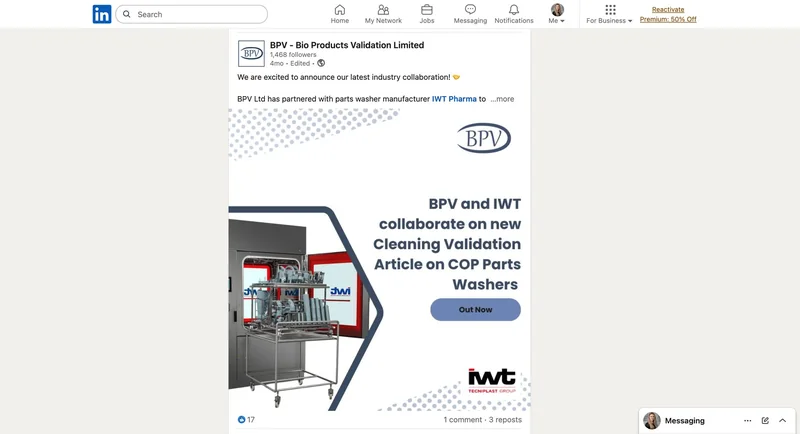 in
Search
Home
My Network
Jobs
Messaging
Notifications
Me
For Business
Reactivate
Premium: 50% Off
BPV
BPV - Bio Products Validation Limited
1,468 followers
4mo • Edited •
We are excited to announce our latest industry collaboration! 🤝
BPV Ltd has partnered with parts washer manufacturer IWT Pharma to ...more
BPV
BPV and IWT
collaborate on new
Cleaning Validation
Article on COP Parts
Washers
Out Now
iwt
TECNIPLAST GROUP
17
1 comment · 3 reposts
Messaging